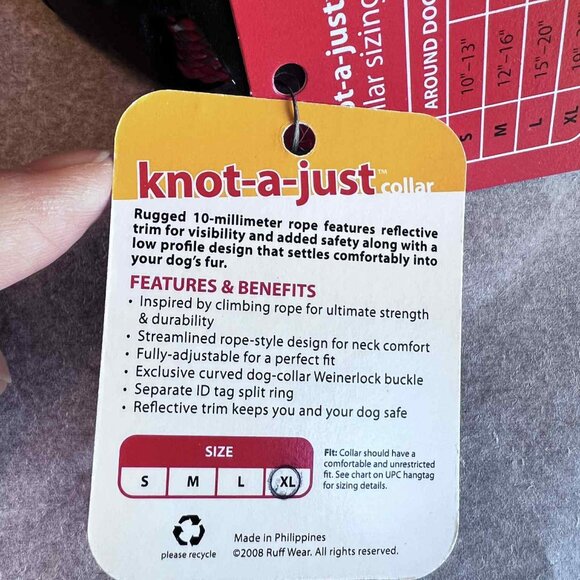 knot-a-just™ collar
Rugged 10-millimeter rope features reflective
trim for visibility and added safety along with a
low profile design that settles comfortably into
your dog's fur.
FEATURES & BENEFITS
• Inspired by climbing rope for ultimate strength
& durability
• Streamlined rope-style design for neck comfort
• Fully-adjustable for a perfect fit
• Exclusive curved dog-collar Weinerlock buckle
• Separate ID tag split ring
• Reflective trim keeps you and your dog safe
SIZE
S M L XL
Fit: Collar should have a
comfortable and unrestricted
fit. See chart on UPC hangtag
for sizing details.
please recycle
Made in Philippines
©2008 Ruff Wear. All rights reserved.
t-a-just
llar sizing
AROUND
S 10"-13"
M 12"-16"
L 15"-20"
XL